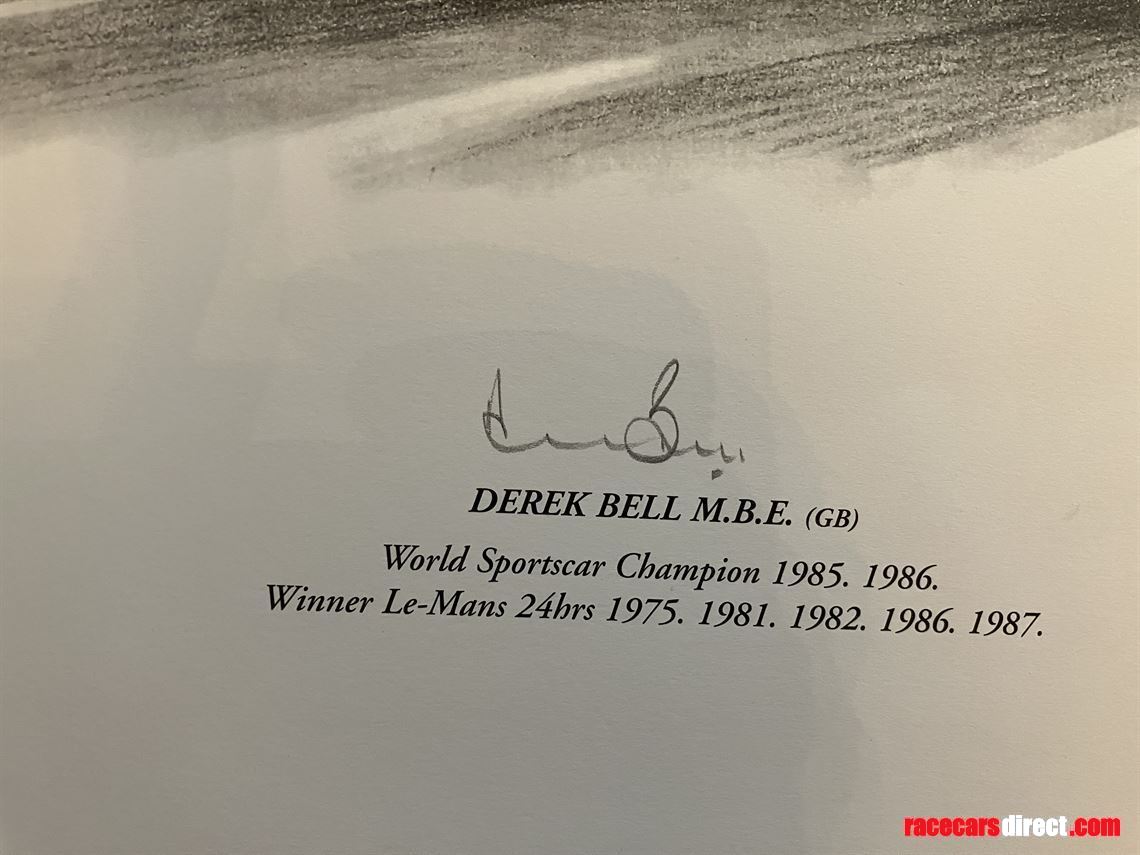 DEREK BELL M.B.E. (GB)
World Sportscar Champion 1985. 1986.
Winner Le-Mans 24hrs 1975. 1981. 1982. 1986. 1987.
racecarsdirect.com